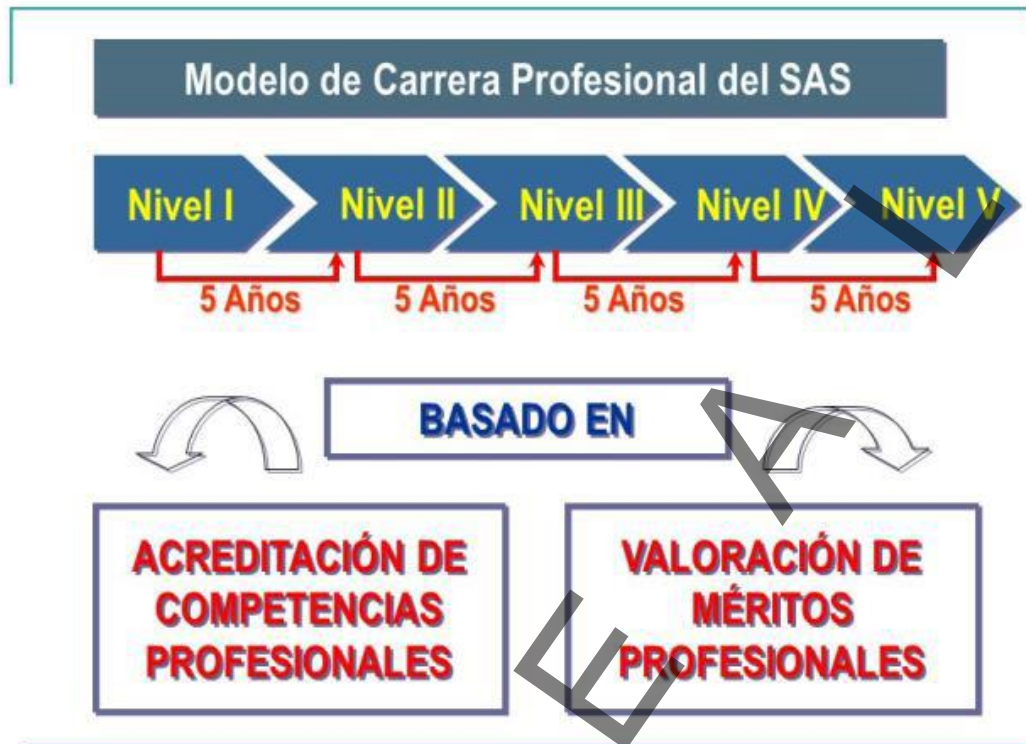 Modelo de Carrera Profesional del SAS
Nivel I
Nivel II
Nivel III
Nivel IV
Nivel V
5 Años
5 Años
5 Años
5 Años
BASADO EN
ACREDITACIÓN DE
COMPETENCIAS
PROFESIONALES
VALORACIÓN DE
MÉRITOS
PROFESIONALES
E A L